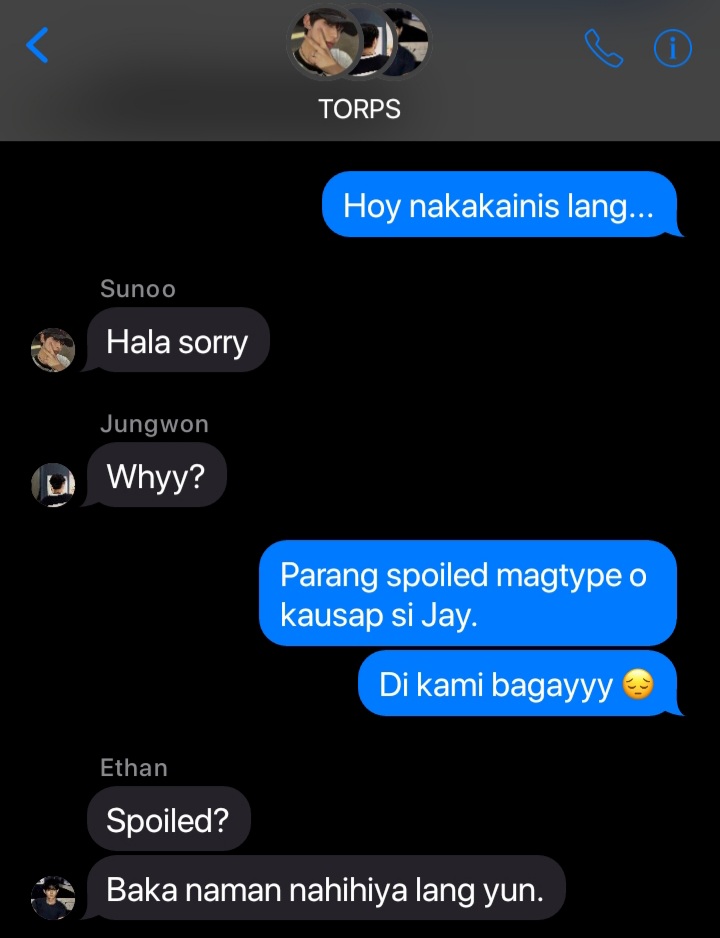 TORPS
Hoy nakakainis lang...
Sunoo
Hala sorry
Jungwon
Whyy?
Parang spoiled magtype o
kausap si Jay.
Di kami bagayyy 😔
Ethan
Spoiled?
Baka naman nahihiya lang yun.